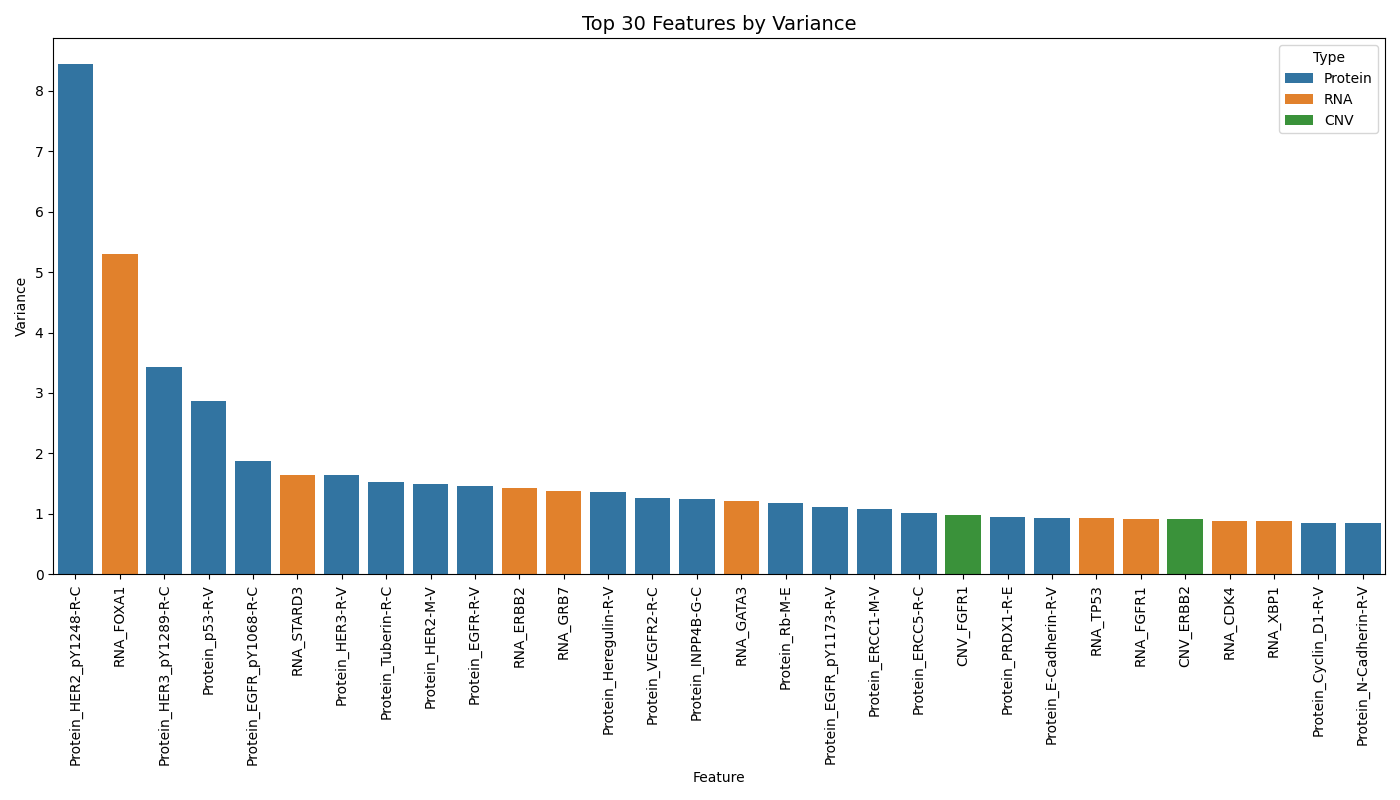 Top 30 Features by Variance
Type
Protein
RNA
CNV
Variance
8
7
6
5
4
3
2
1
0
Protein_HER2_pY1248-R-C
RNA_FOXA1
Protein_HER3_pY1289-R-C
Protein_p53-R-V
Protein_EGFR_pY1068-R-C
RNA_STARD3
Protein_HER3-R-V
Protein_Tuberin-R-C
Protein_HER2-M-V
Protein_EGFR-R-V
RNA_ERBB2
RNA_GRB7
Protein_Heregulin-R-V
Protein_VEGFR2-R-C
Protein_INPP4B-G-C
RNA_GATA3
Protein_Rb-M-E
Protein_EGFR_pY1173-R-V
Protein_ERCC1-M-V
Protein_ERCC5-R-C
CNV_FGFR1
Protein_PRDX1-R-E
Protein_E-Cadherin-R-V
RNA_TP53
RNA_FGFR1
CNV_ERBB2
RNA_CDK4
RNA_XBP1
Protein_Cyclin_D1-R-V
Protein_N-Cadherin-R-V
Feature